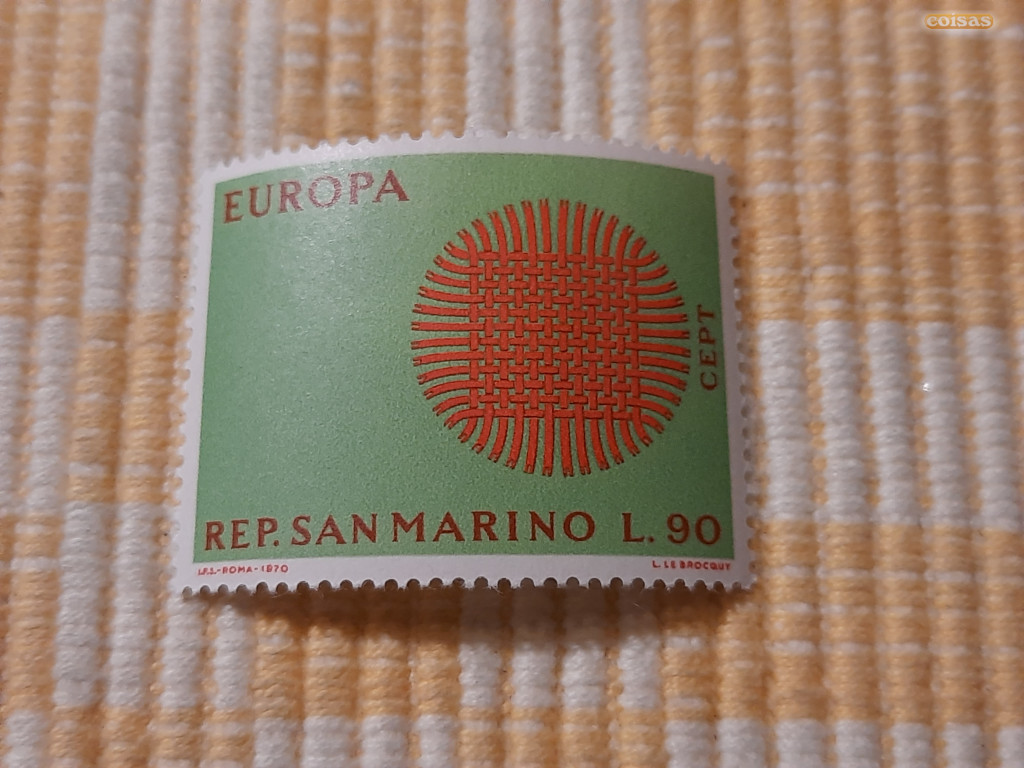 coisas
EUROPA
CEPT
REP. SAN MARINO L. 90
I.P.S.-ROMA-1970
L. LE BROCQUY